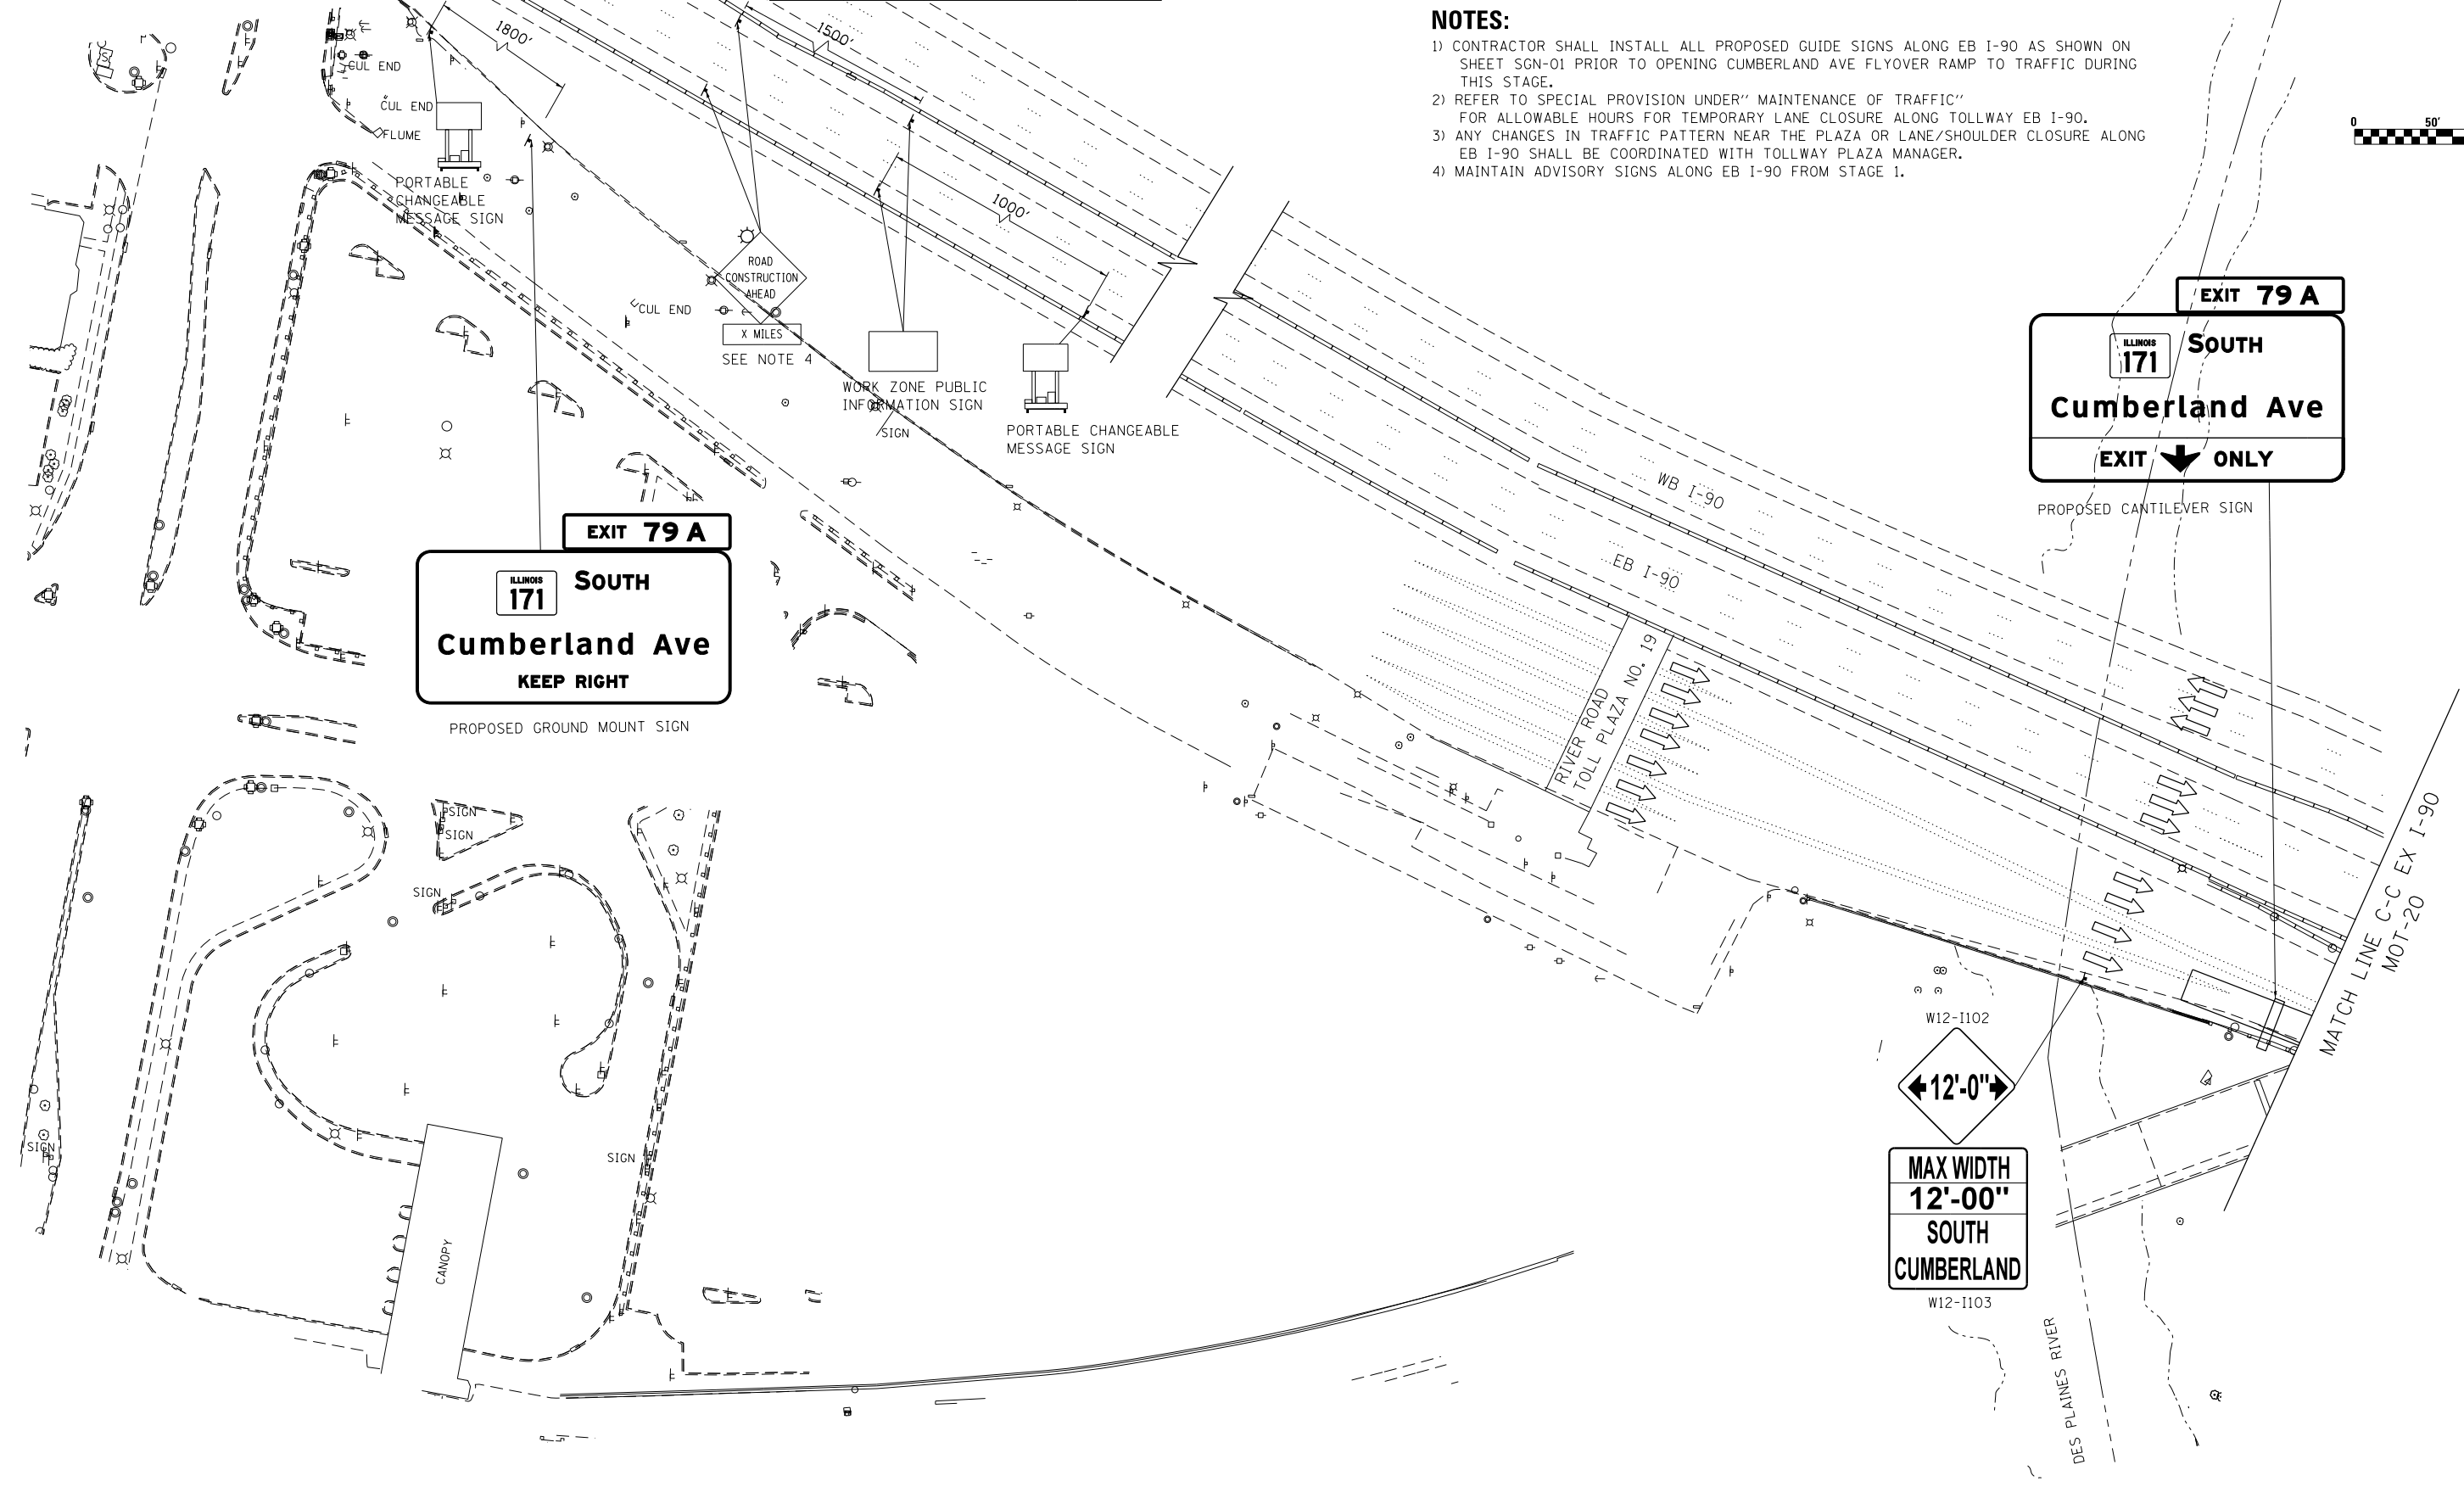 NOTES:
1) CONTRACTOR SHALL INSTALL ALL PROPOSED GUIDE SIGNS ALONG EB I-90 AS SHOWN ON
SHEET SGN-01 PRIOR TO OPENING CUMBERLAND AVE FLYOVER RAMP TO TRAFFIC DURING
THIS STAGE.
2) REFER TO SPECIAL PROVISION UNDER" MAINTENANCE OF TRAFFIC"
FOR ALLOWABLE HOURS FOR TEMPORARY LANE CLOSURE ALONG TOLLWAY EB I-90.
3) ANY CHANGES IN TRAFFIC PATTERN NEAR THE PLAZA OR LANE/SHOULDER CLOSURE ALONG
EB I-90 SHALL BE COORDINATED WITH TOLLWAY PLAZA MANAGER.
4) MAINTAIN ADVISORY SIGNS ALONG EB I-90 FROM STAGE 1.
0 50'
1800'
1500'
1000'
CUL END
CUL END
FLUME
PORTABLE
CHANGEABLE
MESSAGE SIGN
CUL END
ROAD
CONSTRUCTION
AHEAD
X MILES
SEE NOTE 4
WORK ZONE PUBLIC
INFORMATION SIGN
SIGN
PORTABLE CHANGEABLE
MESSAGE SIGN
EXIT 79 A
ILLINOIS
171 SOUTH
Cumberland Ave
EXIT ONLY
PROPOSED CANTILEVER SIGN
WB I-90
EB I-90
EXIT 79 A
ILLINOIS
171 SOUTH
Cumberland Ave
KEEP RIGHT
PROPOSED GROUND MOUNT SIGN
RIVER ROAD
TOLL PLAZA NO. 19
MATCH LINE C-C EX I-90
MOT-20
SIGN
SIGN
SIGN
SIGN
SIGN
CANOPY
W12-I102
12'-0"
MAX WIDTH
12'-00"
SOUTH
CUMBERLAND
W12-I103
DES PLAINES RIVER